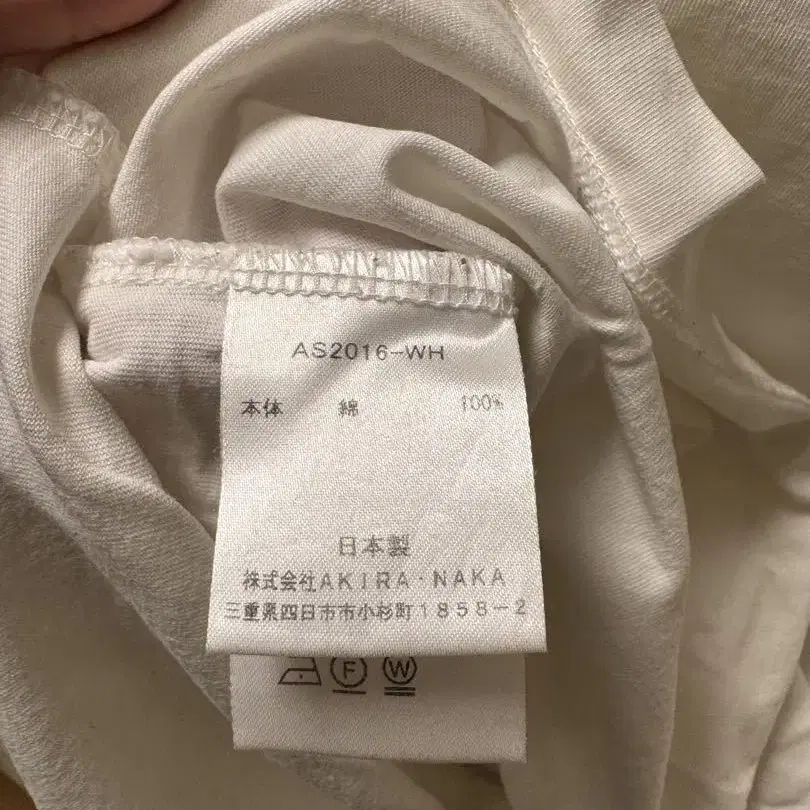 AS2016-WH
本体 綿 100%
日本製
株式会社AKIRA・NAKA
三重県四日市市小杉町1858-2
F W